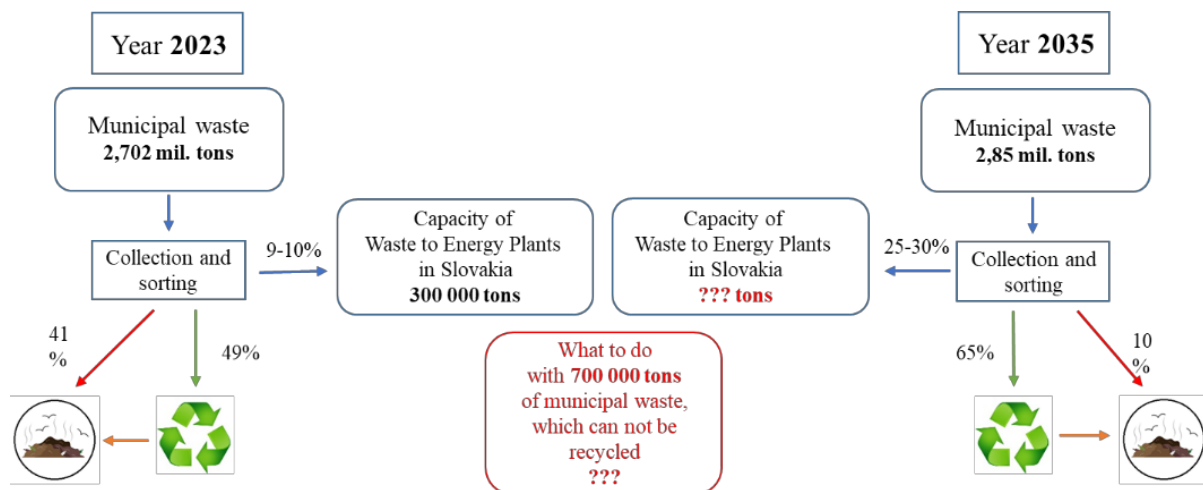 Year 2023
Municipal waste
2,702 mil. tons
Collection and
sorting
9-10%
41
%
49%
Capacity of
Waste to Energy Plants
in Slovakia
300 000 tons
Capacity of
Waste to Energy Plants
in Slovakia
??? tons
What to do
with 700 000 tons
of municipal waste,
which can not be
recycled
???
Year 2035
Municipal waste
2,85 mil. tons
25-30%
Collection and
sorting
65%
10
%